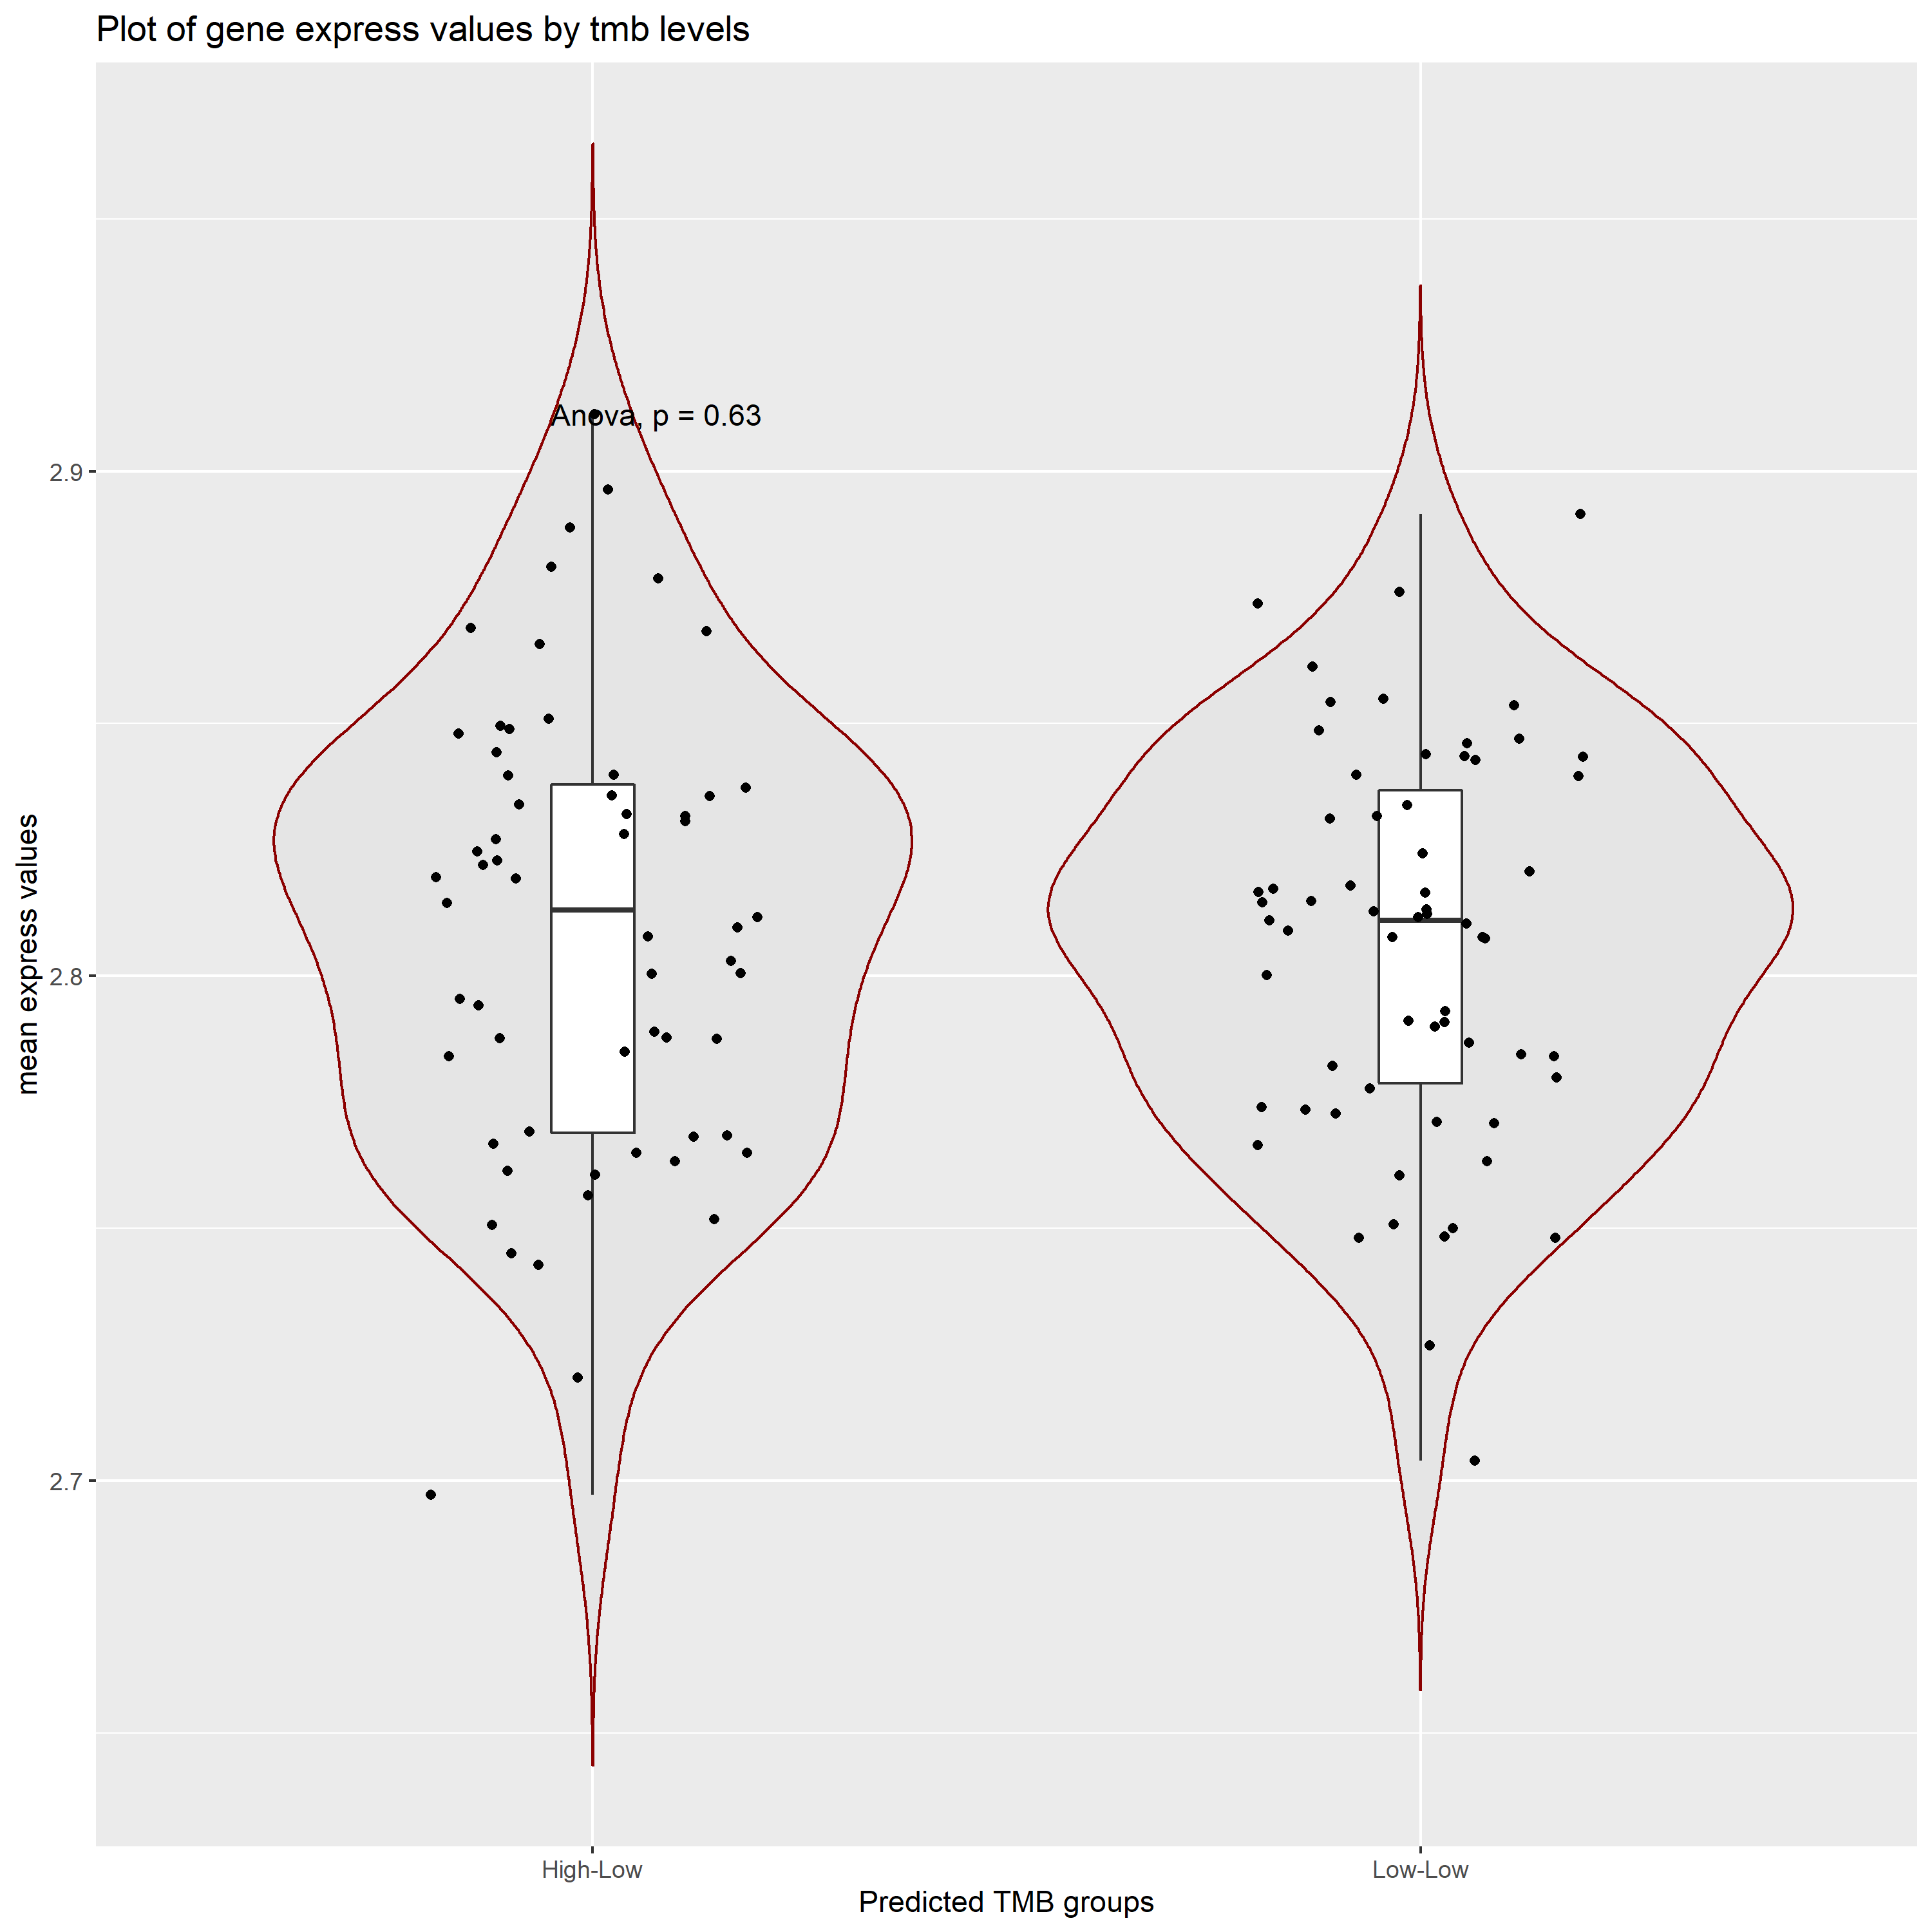 Plot of gene express values by tmb levels
Anova, p = 0.63
2.9
2.8
2.7
mean express values
High-Low
Low-Low
Predicted TMB groups